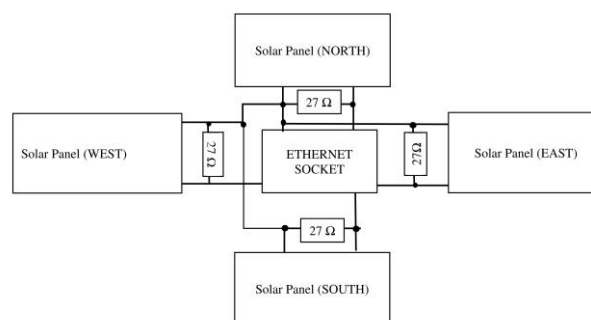 Solar Panel (NORTH)
27 Ω
Solar Panel (WEST)
27 Ω
ETHERNET
SOCKET
27Ω
Solar Panel (EAST)
27 Ω
Solar Panel (SOUTH)